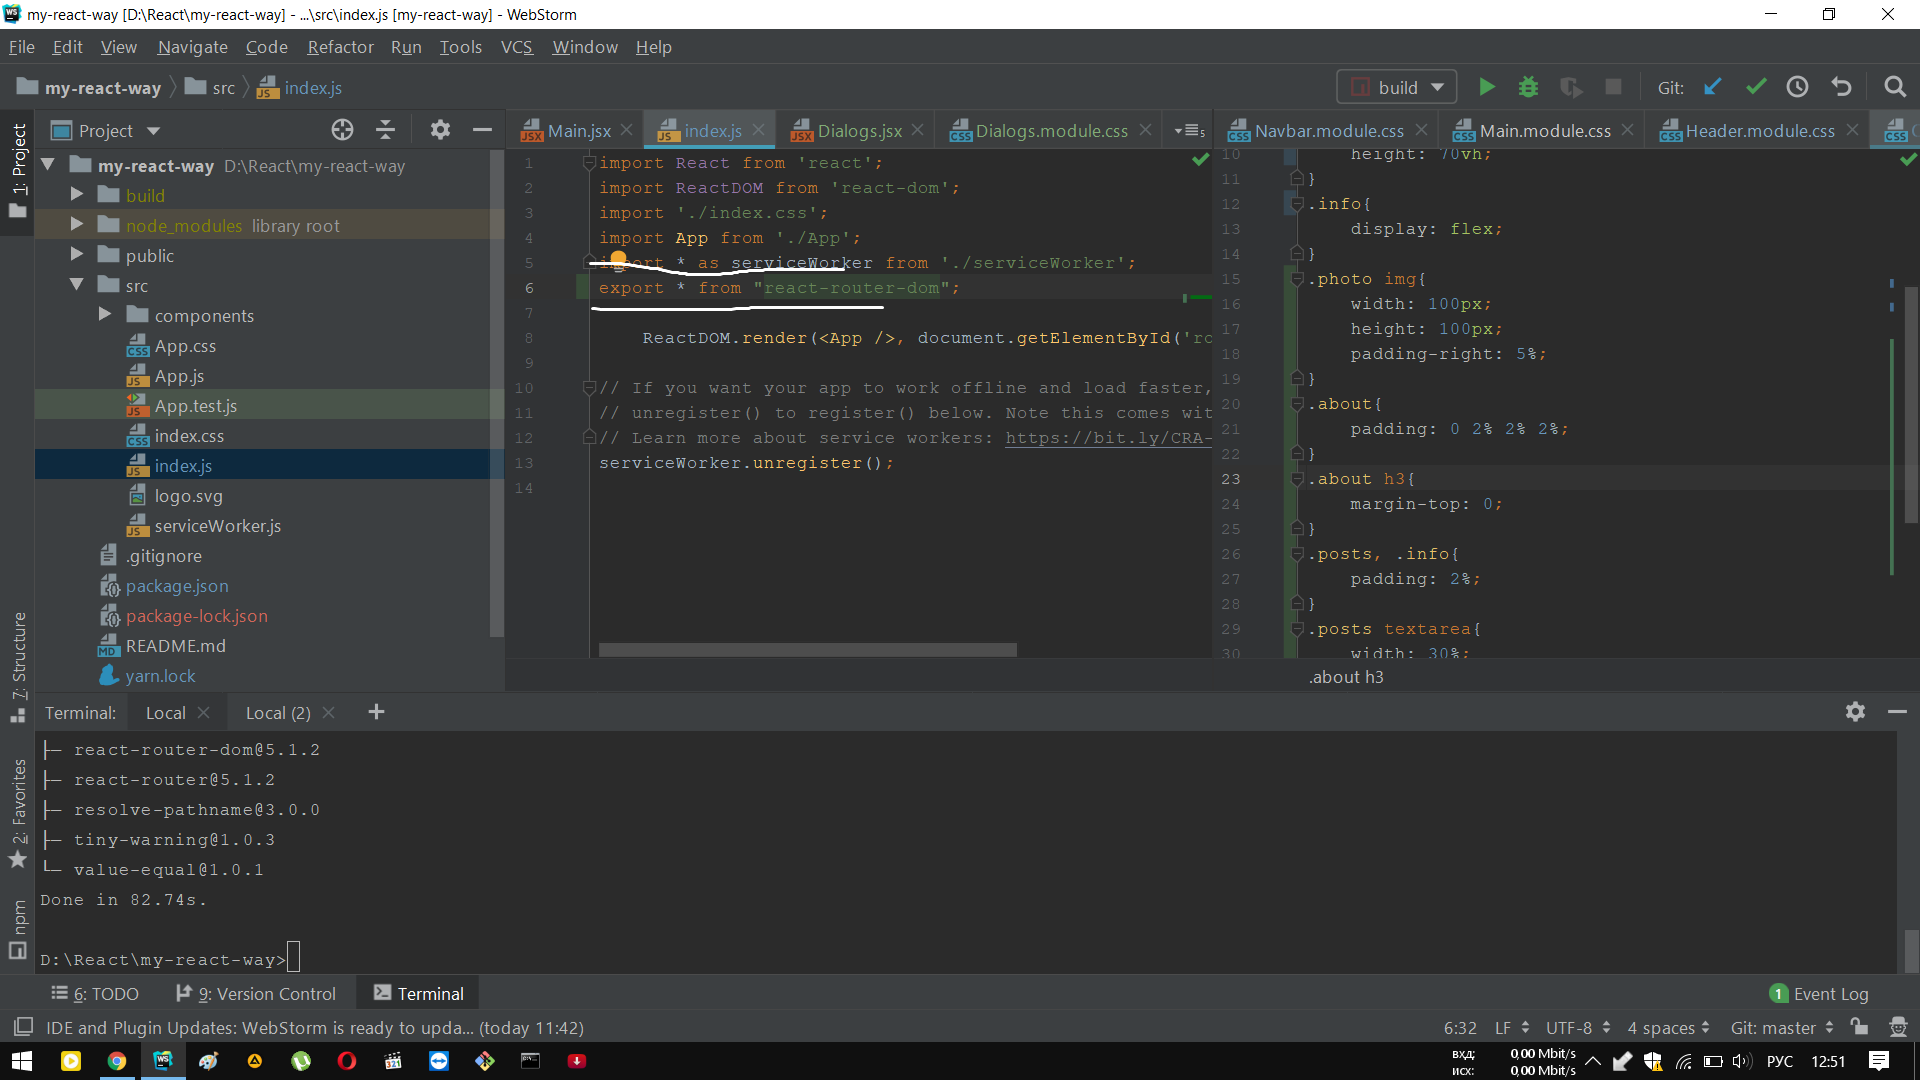 my-react-way [D:\React\my-react-way] - ...\src\index.js [my-react-way] - WebStorm
File Edit View Navigate Code Refactor Run Tools VCS Window Help
my-react-way src index.js
build
Git:
1: Project
Project
my-react-way D:\React\my-react-way
build
node_modules library root
public
src
components
App.css
App.js
App.test.js
index.css
index.js
logo.svg
serviceWorker.js
.gitignore
package.json
package-lock.json
README.md
yarn.lock
Main.jsx index.js Dialogs.jsx Dialogs.module.css
1 import React from 'react';
2 import ReactDOM from 'react-dom';
3 import './index.css';
4 import App from './App';
5 import * as serviceWorker from './serviceWorker';
6 export * from "react-router-dom";
7
8 ReactDOM.render(<App />, document.getElementById('ro
9
10 // If you want your app to work offline and load faster,
11 // unregister() to register() below. Note this comes wit
12 // Learn more about service workers: https://bit.ly/CRA-
13 serviceWorker.unregister();
14
Navbar.module.css Main.module.css Header.module.css
10 height: 70vh;
11 }
12 .info{
13 display: flex;
14 }
15 .photo img{
16 width: 100px;
17 height: 100px;
18 padding-right: 5%;
19 }
20 .about{
21 padding: 0 2% 2% 2%;
22 }
23 .about h3{
24 margin-top: 0;
25 }
26 .posts, .info{
27 padding: 2%;
28 }
29 .posts textarea{
30 width: 30%;
.about h3
7: Structure
2: Favorites
npm
Terminal: Local Local (2)
├─ react-router-dom@5.1.2
├─ react-router@5.1.2
├─ resolve-pathname@3.0.0
├─ tiny-warning@1.0.3
└─ value-equal@1.0.1
Done in 82.74s.
D:\React\my-react-way>
6: TODO 9: Version Control Terminal 1 Event Log
IDE and Plugin Updates: WebStorm is ready to upda... (today 11:42) 6:32 LF UTF-8 4 spaces Git: master
вхд: 0,00 Mbit/s
исх: 0,00 Mbit/s
РУС 12:51